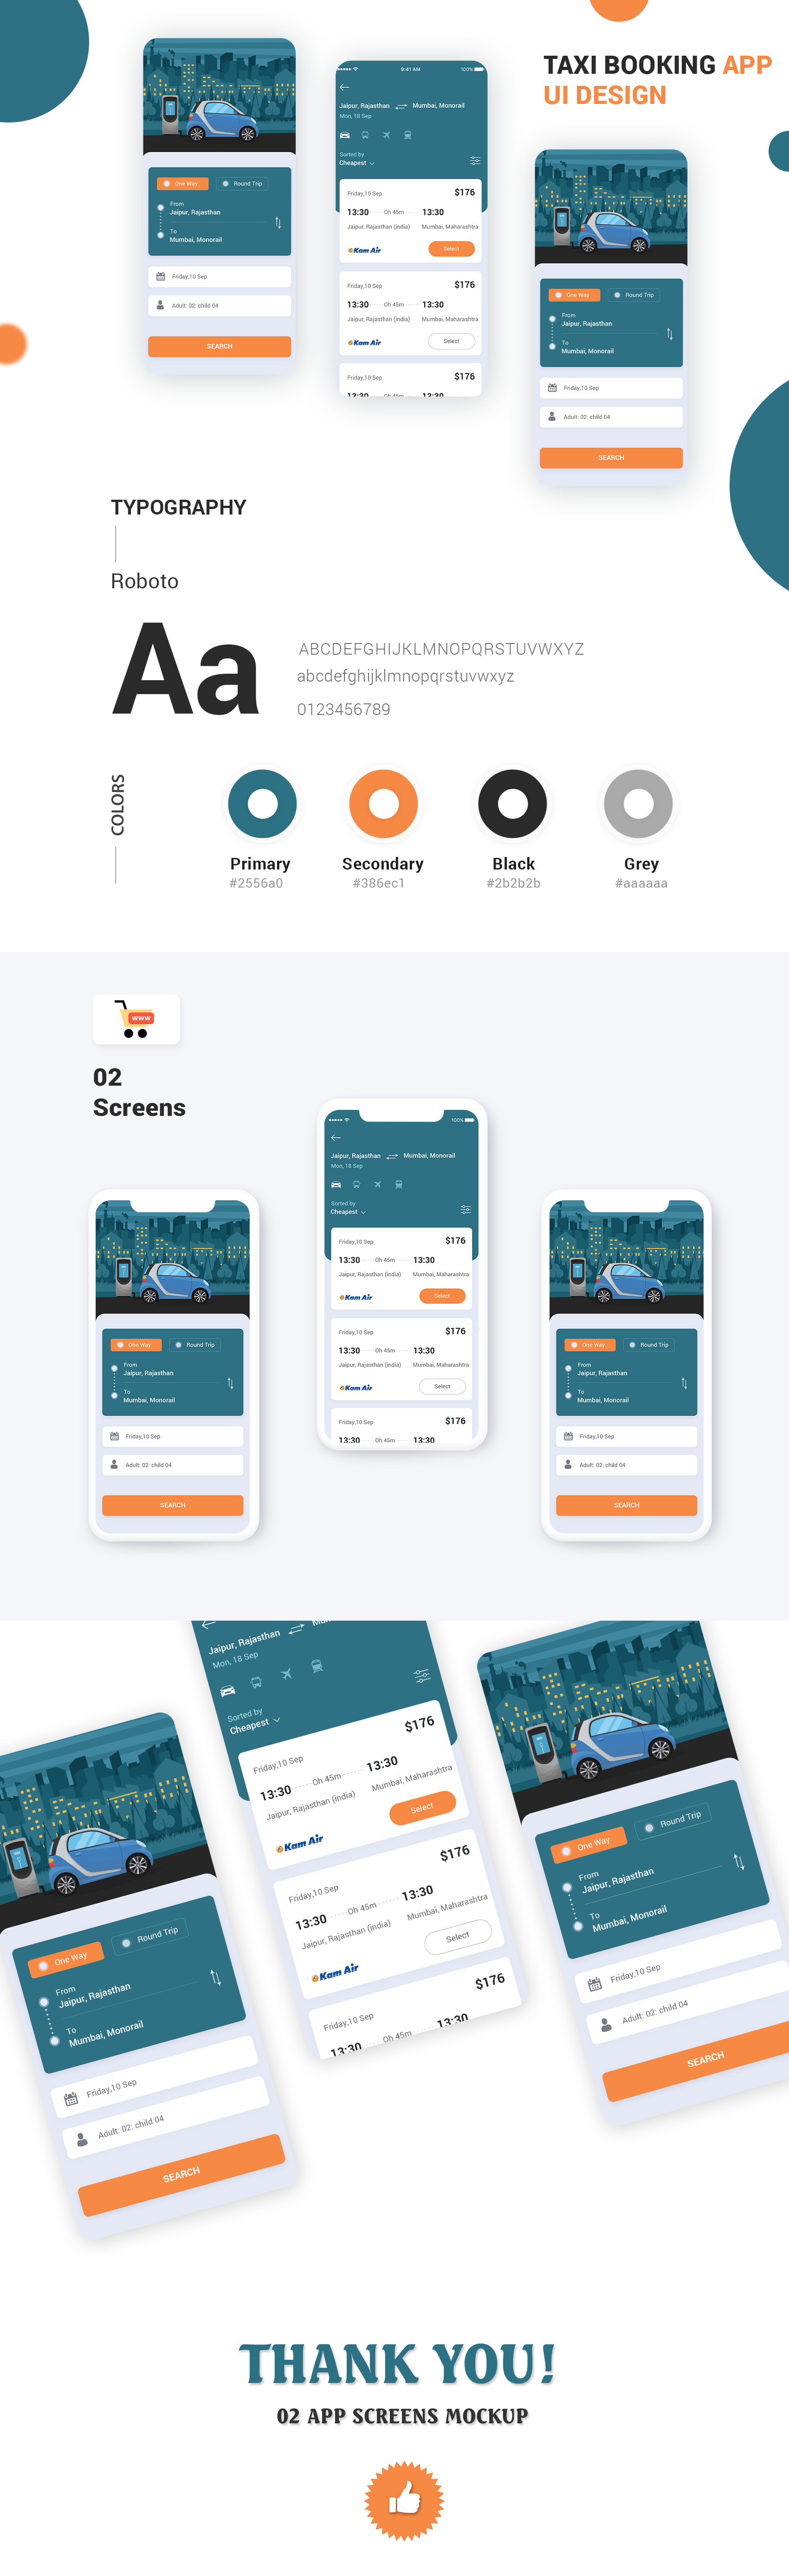 TAXI BOOKING APP
UI DESIGN
One Way
Round Trip
From
Jaipur, Rajasthan
To
Mumbai, Monorail
Friday,10 Sep
Adult: 02: child 04
SEARCH
9:41 AM
100%
Jaipur, Rajasthan
Mumbai, Monorail
Mon, 18 Sep
Sorted by
Cheapest
Friday,10 Sep
$176
13:30
Oh 45m
13:30
Jaipur, Rajasthan (india)
Mumbai, Maharashtra
Kam Air
Select
Friday,10 Sep
$176
13:30
Oh 45m
13:30
Jaipur, Rajasthan (india)
Mumbai, Maharashtra
Kam Air
Select
Friday,10 Sep
$176
13:30
Oh 45m
13:30
One Way
Round Trip
From
Jaipur, Rajasthan
To
Mumbai, Monorail
Friday,10 Sep
Adult: 02: child 04
SEARCH
TYPOGRAPHY
Roboto
Aa
ABCDEFGHIJKLMNOPQRSTUVWXYZ
abcdefghijklmnopqrstuvwxyz
0123456789
COLORS
Primary
#2556a0
Secondary
#386ec1
Black
#2b2b2b
Grey
#aaaaaa
www
02
Screens
One Way
Round Trip
From
Jaipur, Rajasthan
To
Mumbai, Monorail
Friday,10 Sep
Adult: 02: child 04
SEARCH
100%
Jaipur, Rajasthan
Mumbai, Monorail
Mon, 18 Sep
Sorted by
Cheapest
Friday,10 Sep
$176
13:30
Oh 45m
13:30
Jaipur, Rajasthan (india)
Mumbai, Maharashtra
Kam Air
Select
Friday,10 Sep
$176
13:30
Oh 45m
13:30
Jaipur, Rajasthan (india)
Mumbai, Maharashtra
Kam Air
Select
Friday,10 Sep
$176
13:30
Oh 45m
13:30
One Way
Round Trip
From
Jaipur, Rajasthan
To
Mumbai, Monorail
Friday,10 Sep
Adult: 02: child 04
SEARCH
One Way
Round Trip
From
Jaipur, Rajasthan
To
Mumbai, Monorail
Friday,10 Sep
Adult: 02: child 04
SEARCH
Jaipur, Rajasthan
Mon, 18 Sep
Sorted by
Cheapest
Friday,10 Sep
$176
13:30
Oh 45m
13:30
Jaipur, Rajasthan (india)
Mumbai, Maharashtra
Kam Air
Select
Friday,10 Sep
$176
13:30
Oh 45m
13:30
Jaipur, Rajasthan (india)
Mumbai, Maharashtra
Kam Air
Select
Friday,10 Sep
$176
13:30
Oh 45m
13:30
One Way
Round Trip
From
Jaipur, Rajasthan
To
Mumbai, Monorail
Friday,10 Sep
Adult: 02: child 04
SEARCH
THANK YOU!
02 APP SCREENS MOCKUP